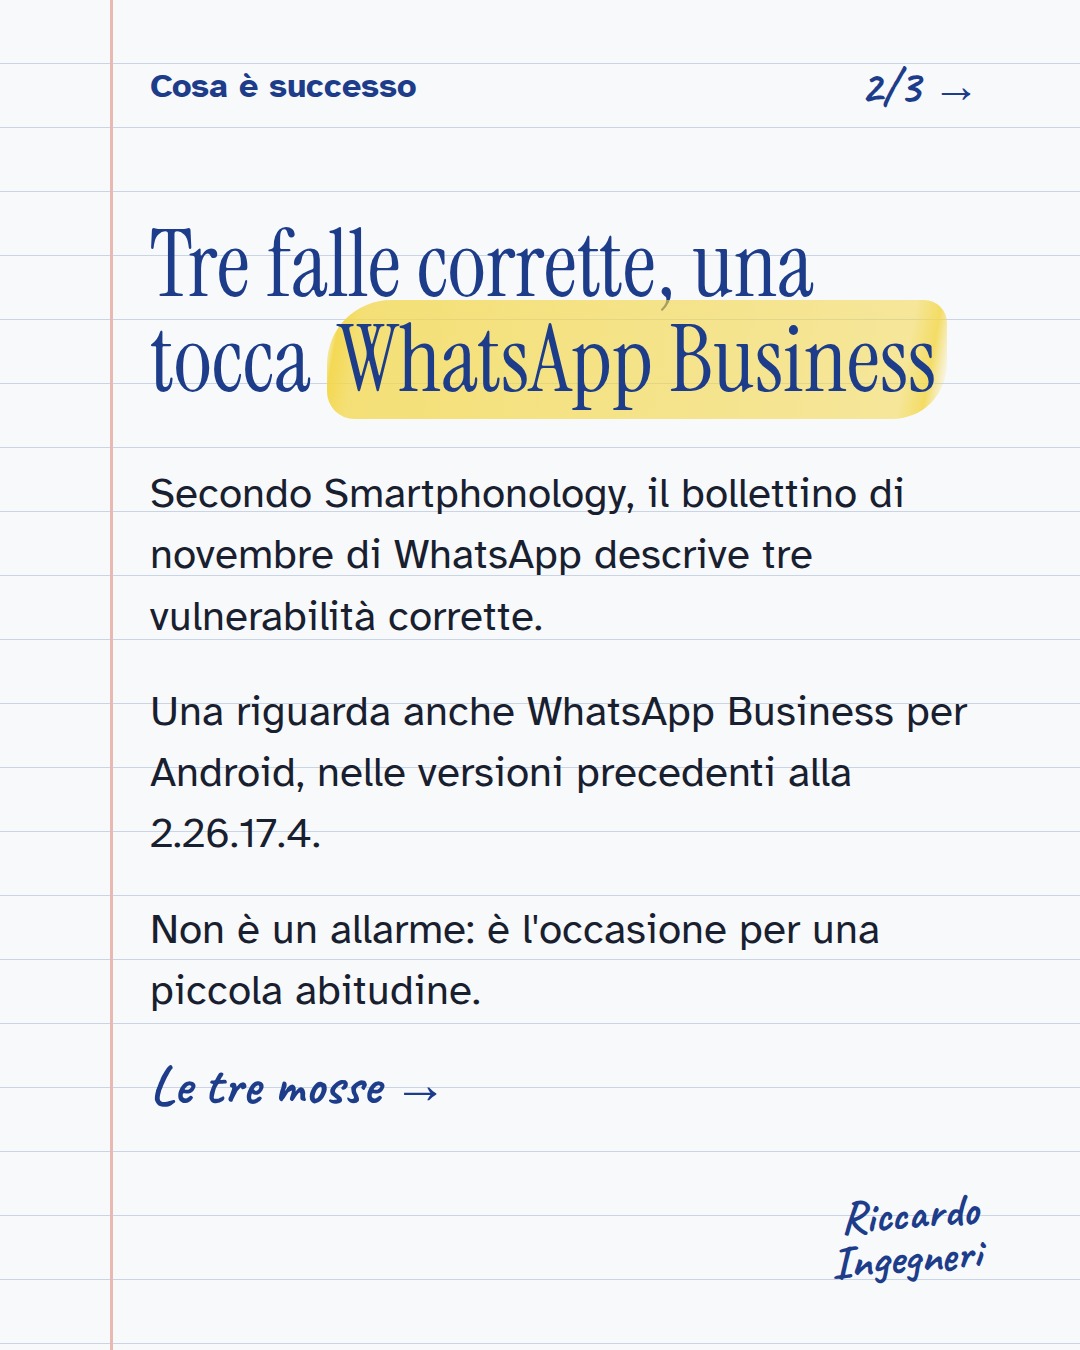 Cosa è successo
2/3 →
Tre falle corrette, una
tocca WhatsApp Business
Secondo Smartphonology, il bollettino di
novembre di WhatsApp descrive tre
vulnerabilità corrette.
Una riguarda anche WhatsApp Business per
Android, nelle versioni precedenti alla
2.26.17.4.
Non è un allarme: è l'occasione per una
piccola abitudine.
Le tre mosse →
Riccardo
Ingegneri